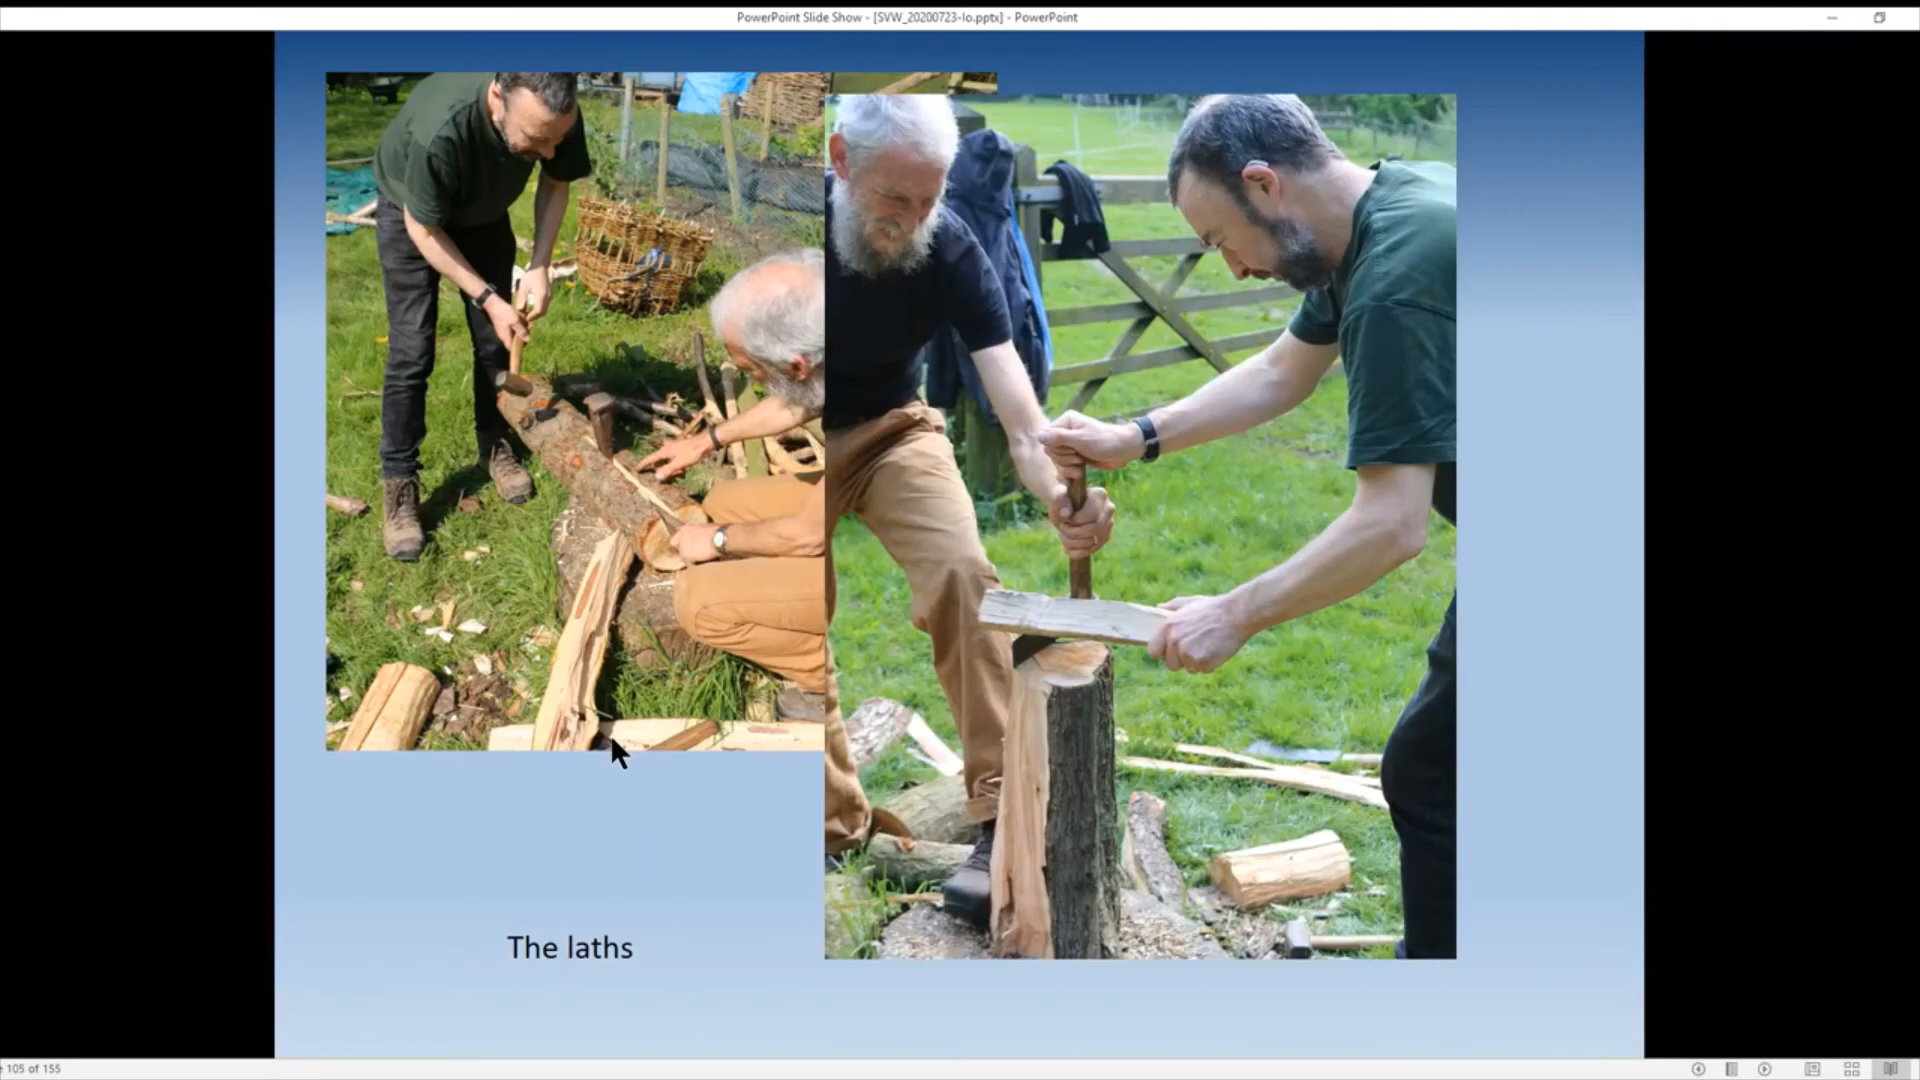 PowerPoint Slide Show - [SVW_20200723-lo.pptx] - PowerPoint
The laths
105 of 155